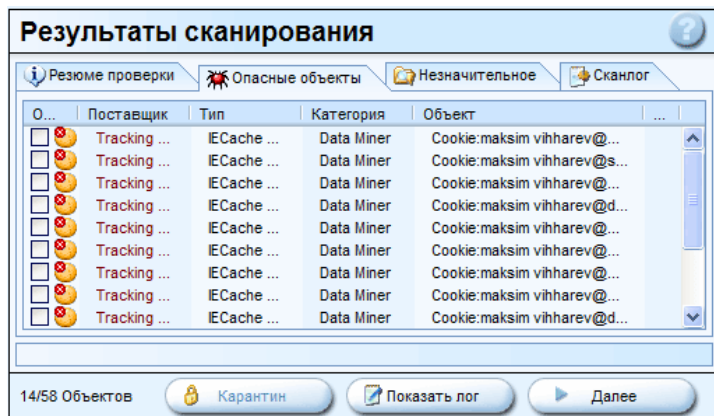 Результаты сканирования
?
Резюме проверки Опасные объекты Незначительное Сканлог
О... Поставщик Тип Категория Объект ...
Tracking ... IECache ... Data Miner Cookie:maksim vihharev@...
Tracking ... IECache ... Data Miner Cookie:maksim vihharev@s...
Tracking ... IECache ... Data Miner Cookie:maksim vihharev@...
Tracking ... IECache ... Data Miner Cookie:maksim vihharev@d...
Tracking ... IECache ... Data Miner Cookie:maksim vihharev@...
Tracking ... IECache ... Data Miner Cookie:maksim vihharev@...
Tracking ... IECache ... Data Miner Cookie:maksim vihharev@...
Tracking ... IECache ... Data Miner Cookie:maksim vihharev@...
Tracking ... IECache ... Data Miner Cookie:maksim vihharev@d...
14/58 Объектов Карантин Показать лог Далее